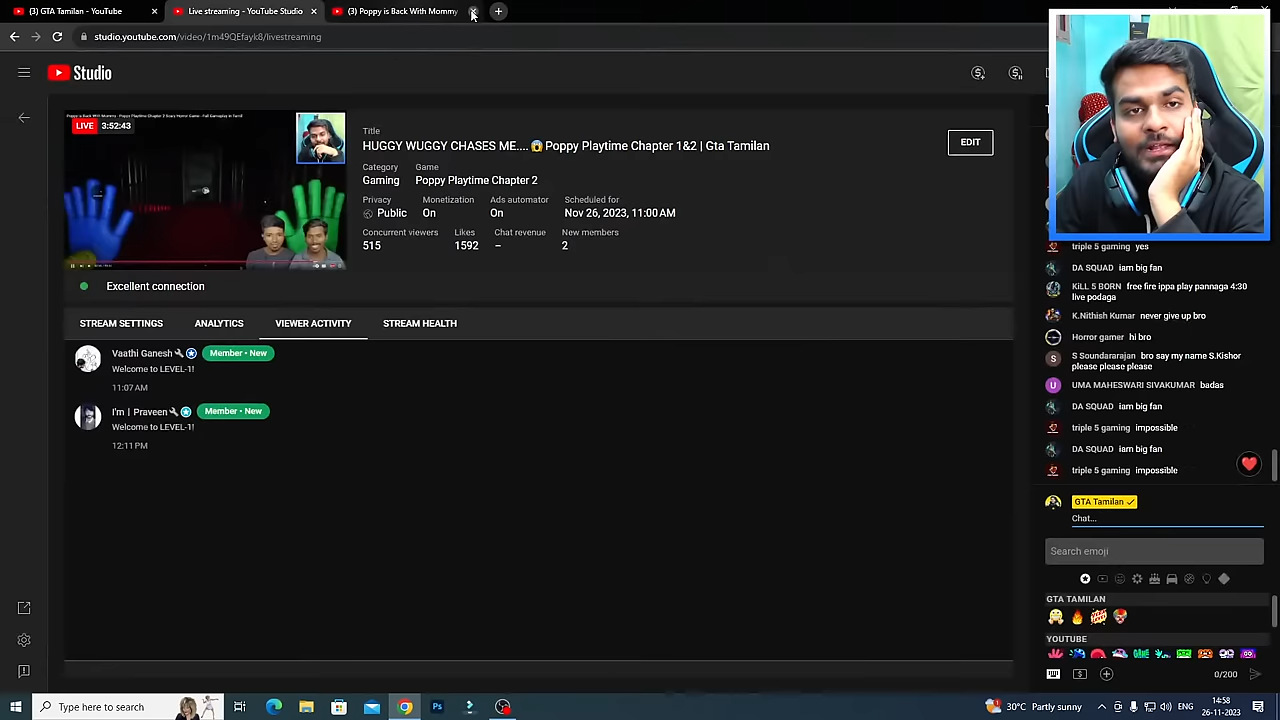 (3) GTA Tamilan - YouTube
Live streaming - YouTube Studio
(3) Poppy is Back With Mommy
studio.youtube.com/video/1m49QEfayk8/livestreaming
Studio
LIVE 3:52:43
Title
HUGGY WUGGY CHASES ME.... 😱 Poppy Playtime Chapter 1&2 | Gta Tamilan
EDIT
Category Game
Gaming Poppy Playtime Chapter 2
Privacy Monetisation Ads automator Scheduled for
Public On On Nov 26, 2023, 11:00 AM
Concurrent viewers Likes Chat revenue New members
515 1592 – 2
Excellent connection
STREAM SETTINGS ANALYTICS VIEWER ACTIVITY STREAM HEALTH
Vaathi Ganesh Member • New
Welcome to LEVEL-1!
11:07 AM
I'm | Praveen Member • New
Welcome to LEVEL-1!
12:11 PM
triple 5 gaming yes
DA SQUAD iam big fan
KiLL 5 BORN free fire ippa play pannaga 4:30
live podaga
K.Nithish Kumar never give up bro
Horror gamer hi bro
S Soundararajan bro say my name S.Kishor
please please please
UMA MAHESWARI SIVAKUMAR badas
DA SQUAD iam big fan
triple 5 gaming impossible
DA SQUAD iam big fan
triple 5 gaming impossible
GTA Tamilan
Chat...
Search emoji
GTA TAMILAN
YOUTUBE
0/200
Type here to search
Ps
30°C Partly sunny
14:58
26-11-2023